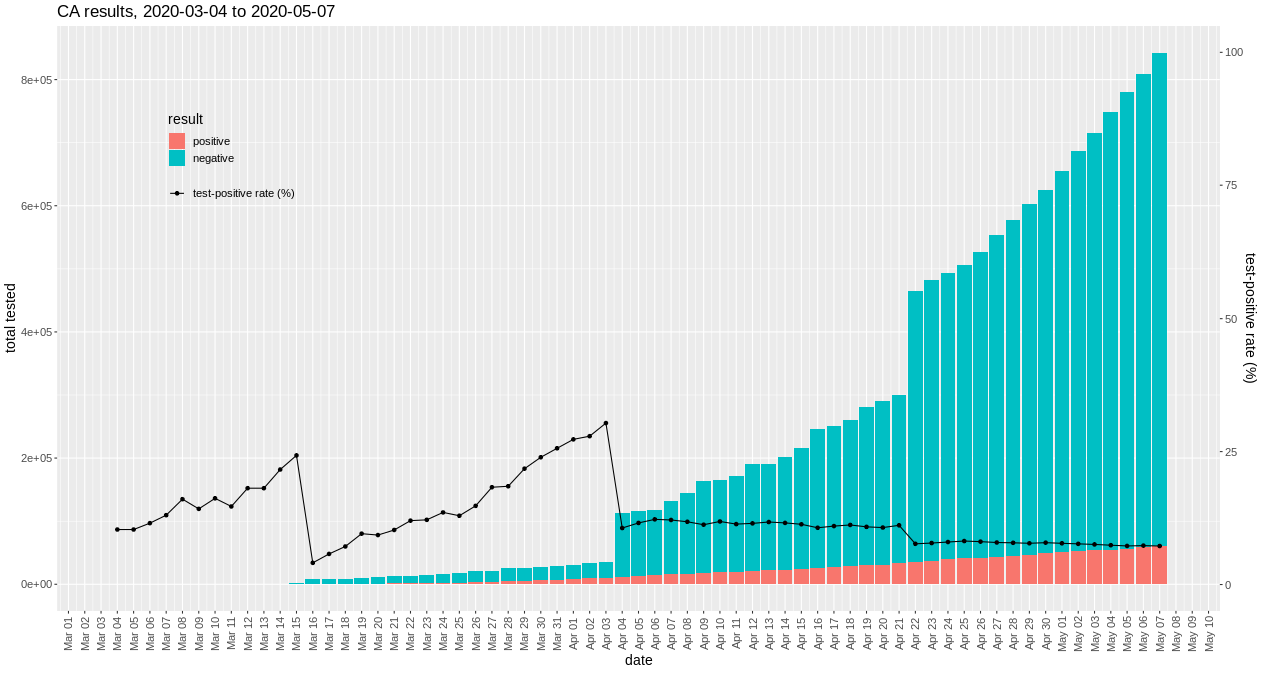 CA results, 2020-03-04 to 2020-05-07
8e+05
6e+05
4e+05
2e+05
0e+00
total tested
result
positive
negative
test-positive rate (%)
100
75
50
25
0
test-positive rate (%)
Mar 01
Mar 02
Mar 03
Mar 04
Mar 05
Mar 06
Mar 07
Mar 08
Mar 09
Mar 10
Mar 11
Mar 12
Mar 13
Mar 14
Mar 15
Mar 16
Mar 17
Mar 18
Mar 19
Mar 20
Mar 21
Mar 22
Mar 23
Mar 24
Mar 25
Mar 26
Mar 27
Mar 28
Mar 29
Mar 30
Mar 31
Apr 01
Apr 02
Apr 03
Apr 04
Apr 05
Apr 06
Apr 07
Apr 08
Apr 09
Apr 10
Apr 11
Apr 12
Apr 13
Apr 14
Apr 15
Apr 16
Apr 17
Apr 18
Apr 19
Apr 20
Apr 21
Apr 22
Apr 23
Apr 24
Apr 25
Apr 26
Apr 27
Apr 28
Apr 29
Apr 30
May 01
May 02
May 03
May 04
May 05
May 06
May 07
May 08
May 09
May 10
date